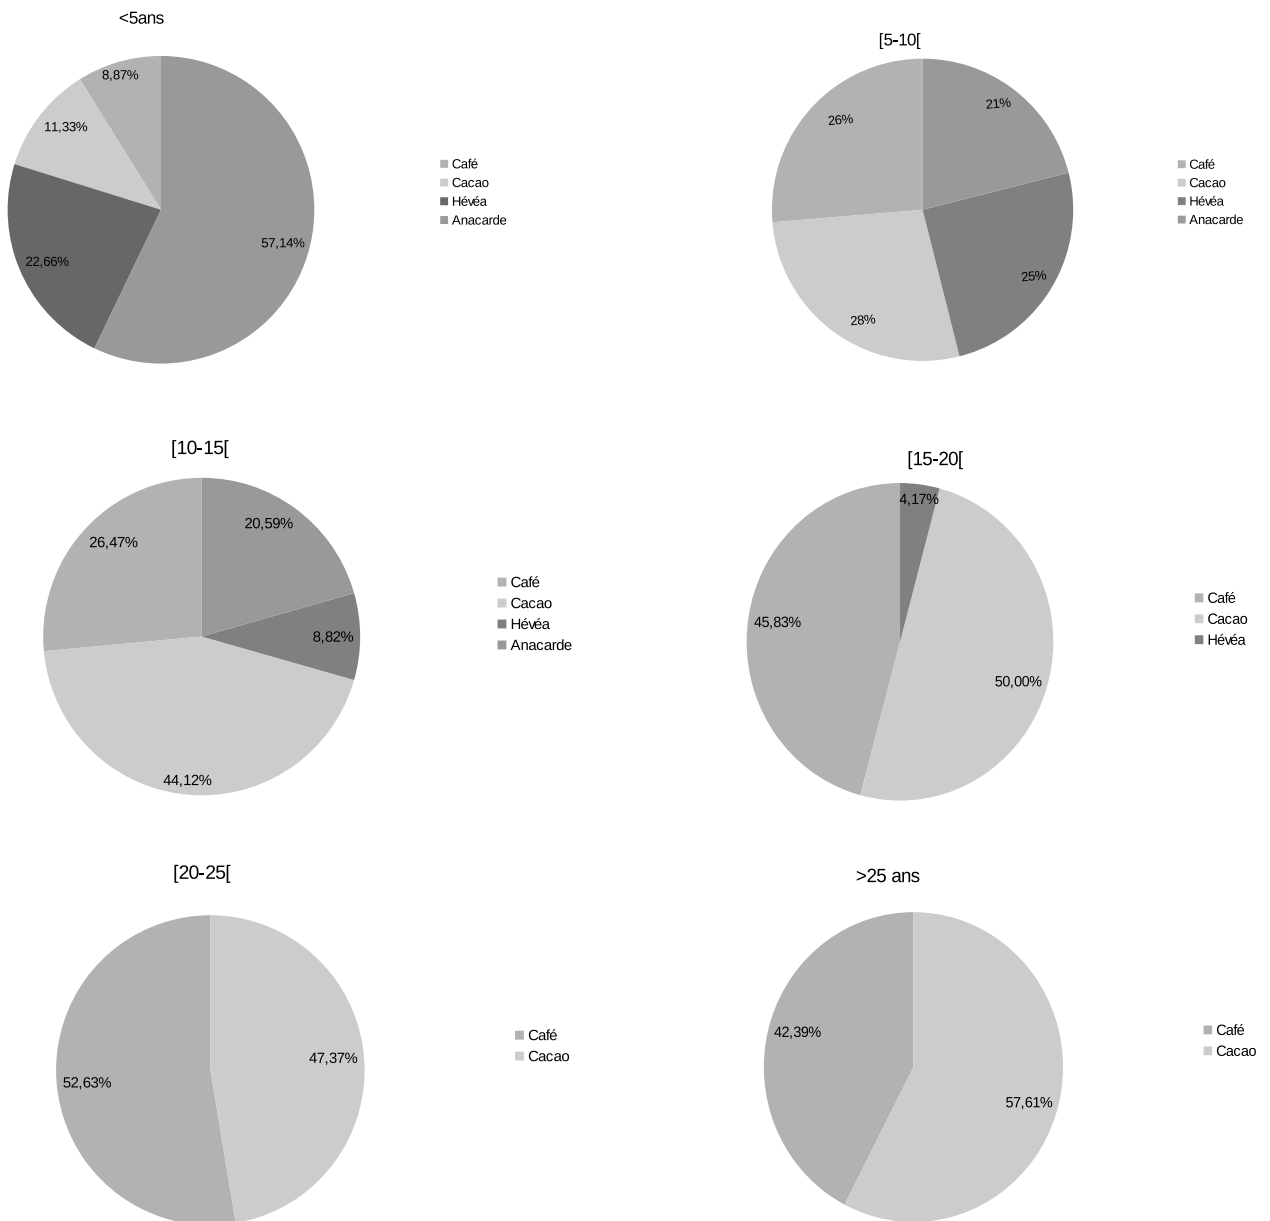 <5ans
8,87%
11,33%
57,14%
22,66%
Café
Cacao
Hévéa
Anacarde
[5-10[
21%
26%
25%
28%
Café
Cacao
Hévéa
Anacarde
[10-15[
20,59%
26,47%
8,82%
44,12%
Café
Cacao
Hévéa
Anacarde
[15-20[
4,17%
45,83%
50,00%
Café
Cacao
Hévéa
[20-25[
47,37%
52,63%
Café
Cacao
>25 ans
42,39%
57,61%
Café
Cacao